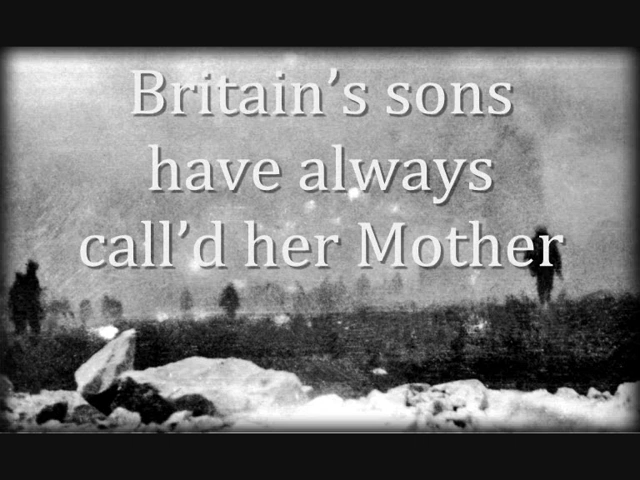 Britain’s sons
have always
call’d her Mother